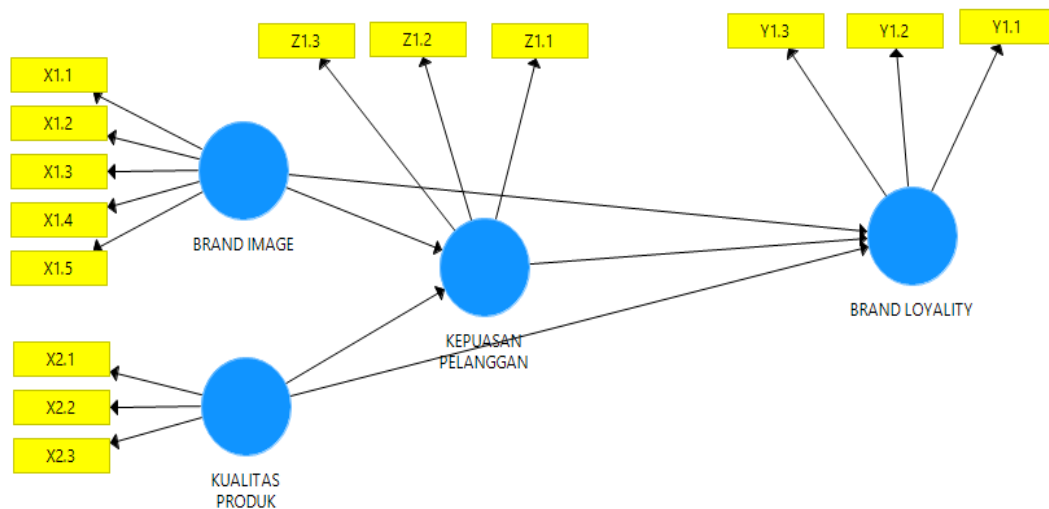 Z1.3
Z1.2
Z1.1
Y1.3
Y1.2
Y1.1
X1.1
X1.2
X1.3
X1.4
X1.5
BRAND IMAGE
KEPUASAN
PELANGGAN
BRAND LOYALITY
X2.1
X2.2
X2.3
KUALITAS
PRODUK